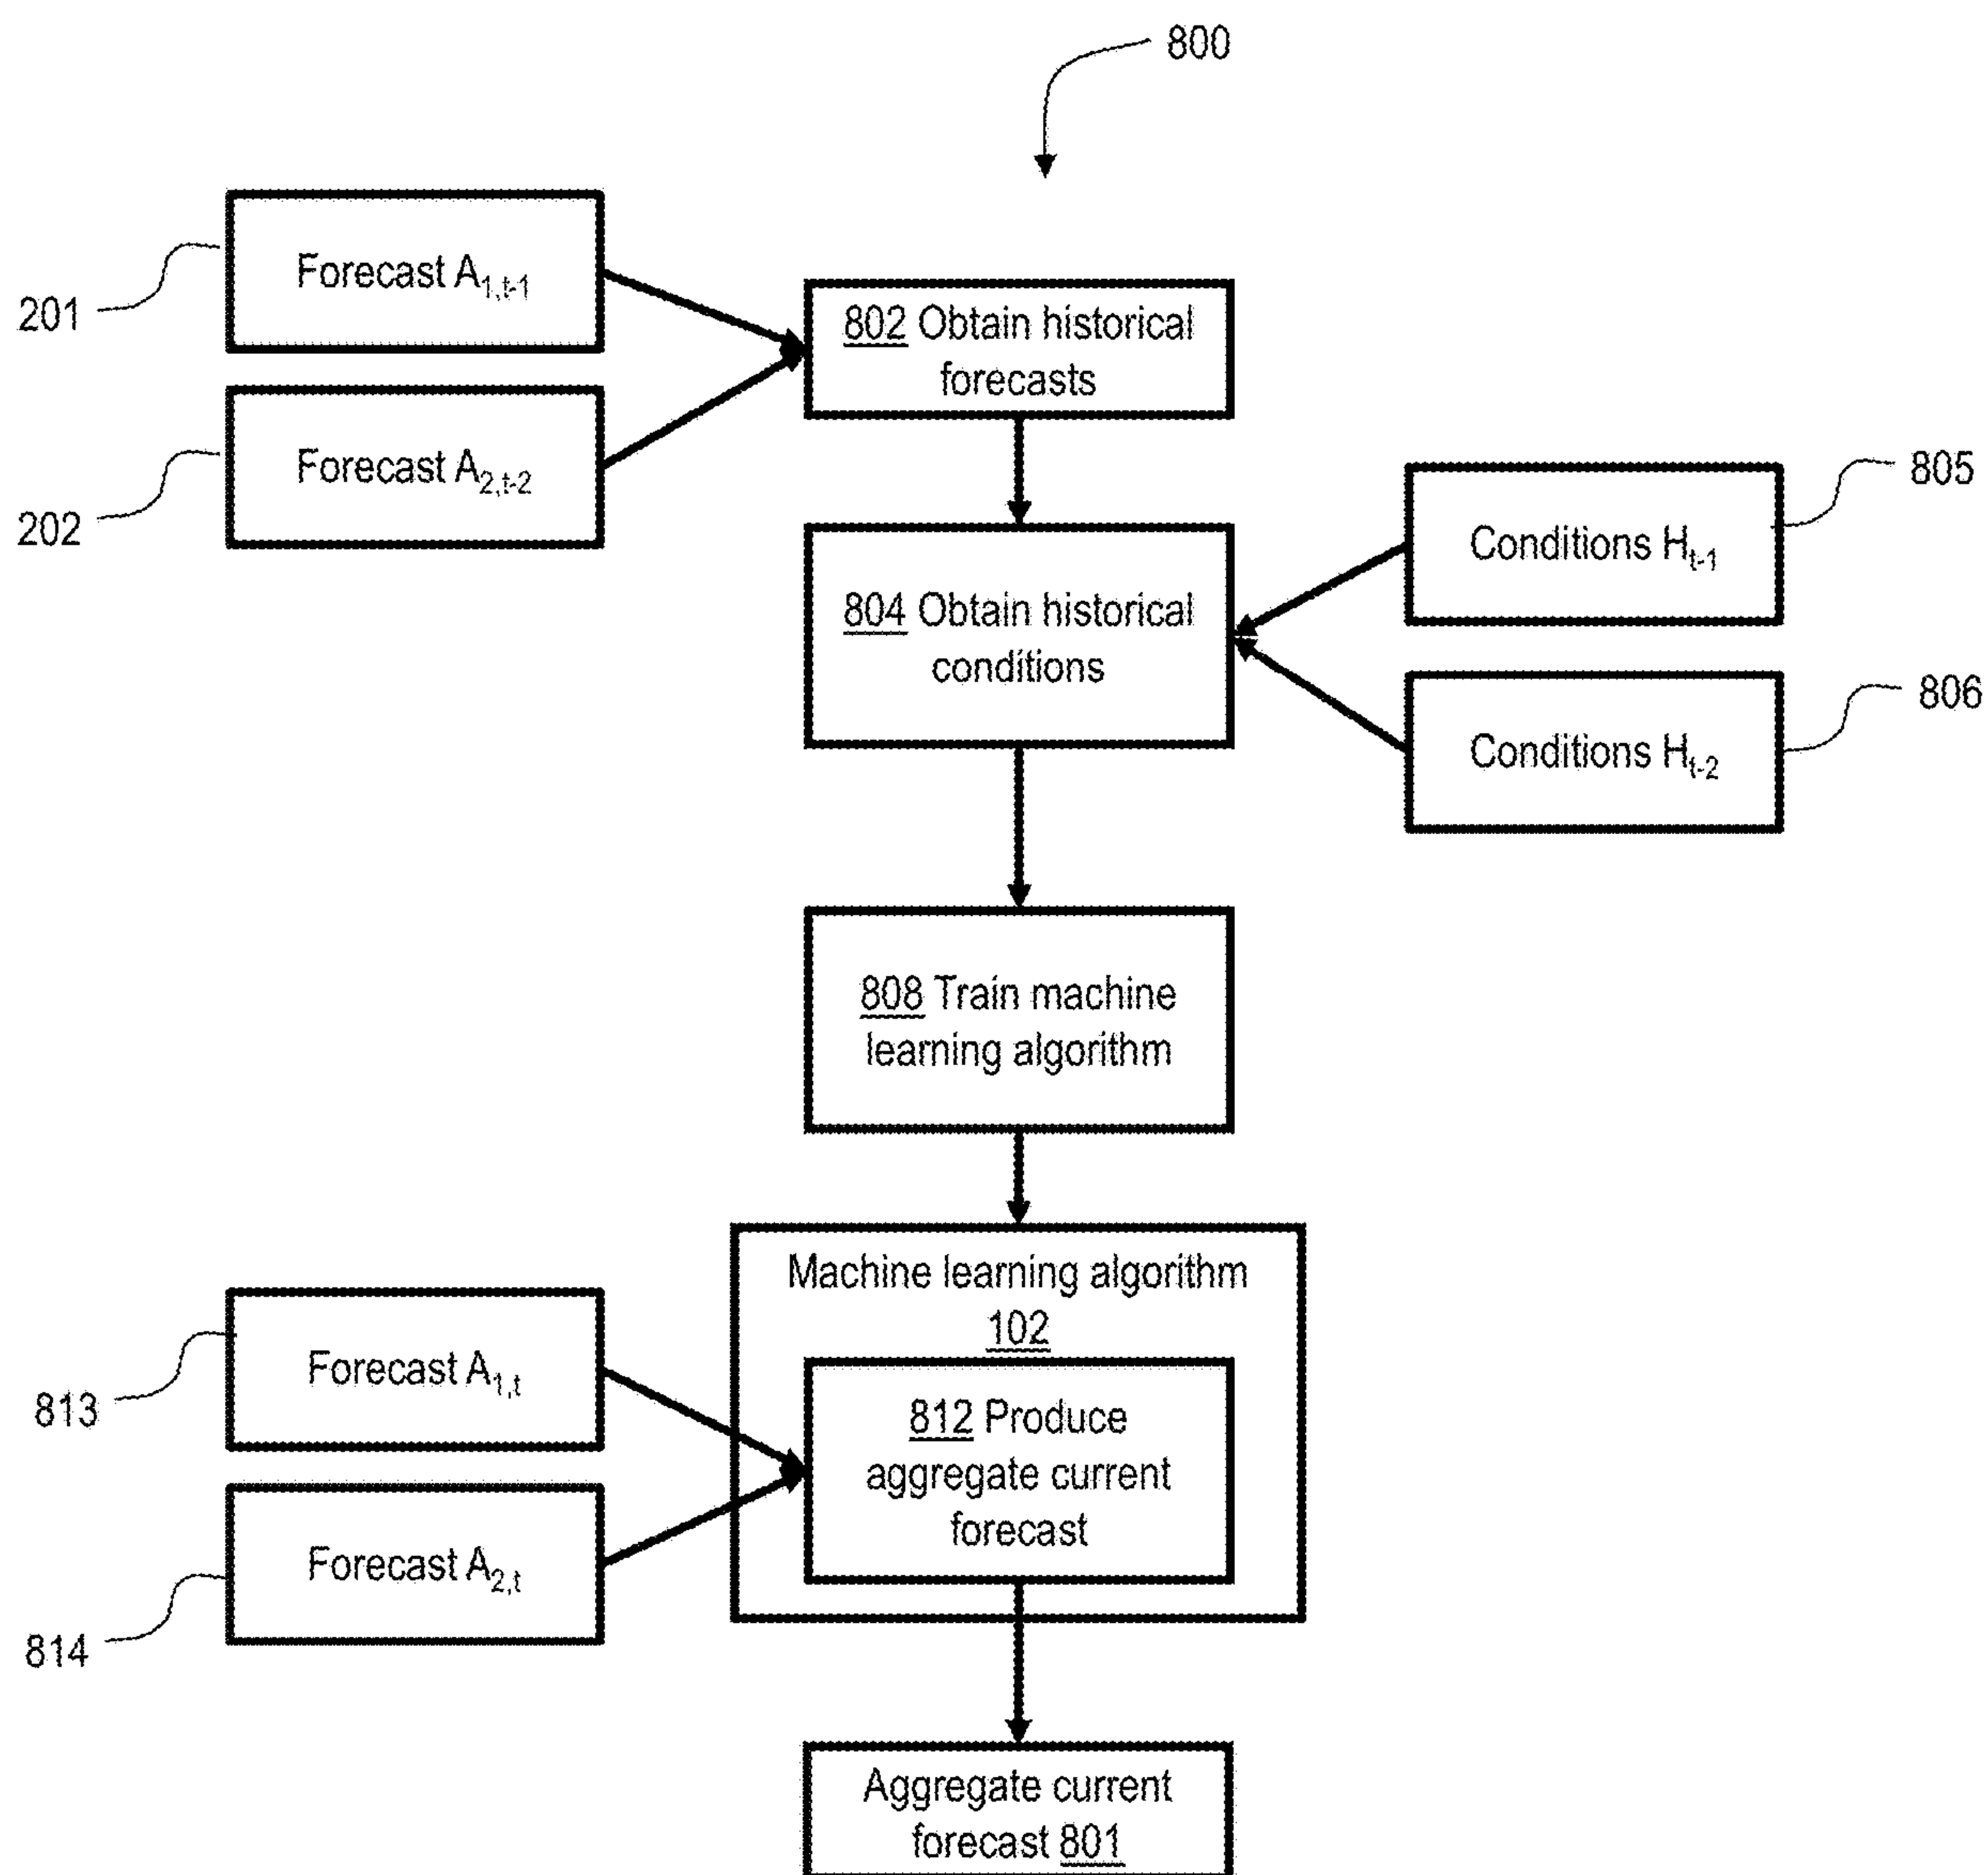 800
Forecast A1,t-1
201
802 Obtain historical
forecasts
Forecast A2,t-2
202
805
Conditions Ht-1
804 Obtain historical
conditions
806
Conditions Ht-2
808 Train machine
learning algorithm
Machine learning algorithm
102
Forecast A1,t
813
812 Produce
aggregate current
forecast
Forecast A2,t
814
Aggregate current
forecast 801